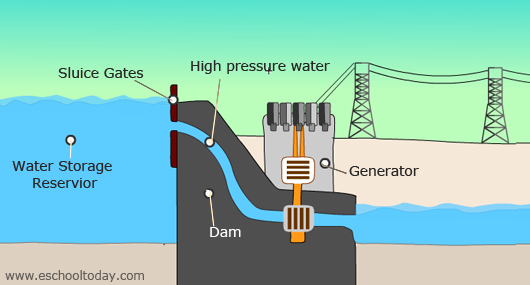 Sluice Gates
High pressure water
Water Storage
Reservior
Generator
Dam
www.eschooltoday.com